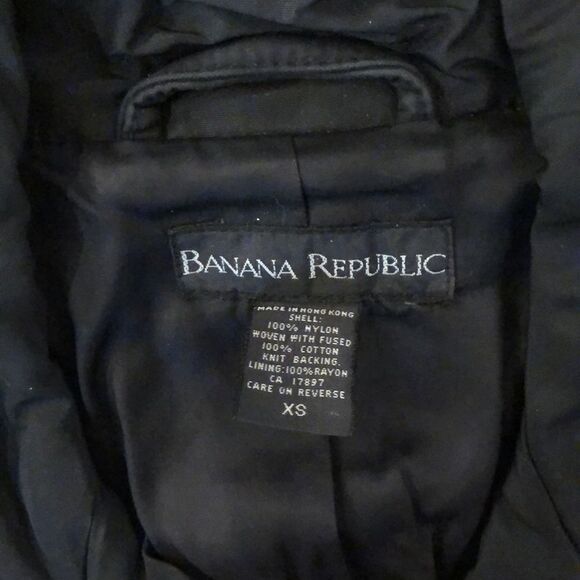 BANANA REPUBLIC
MADE IN HONG KONG
SHELL:
100% NYLON
WOVEN WITH FUSED
100% COTTON
KNIT BACKING.
LINING:100%RAYON
CA 17897
CARE ON REVERSE
XS